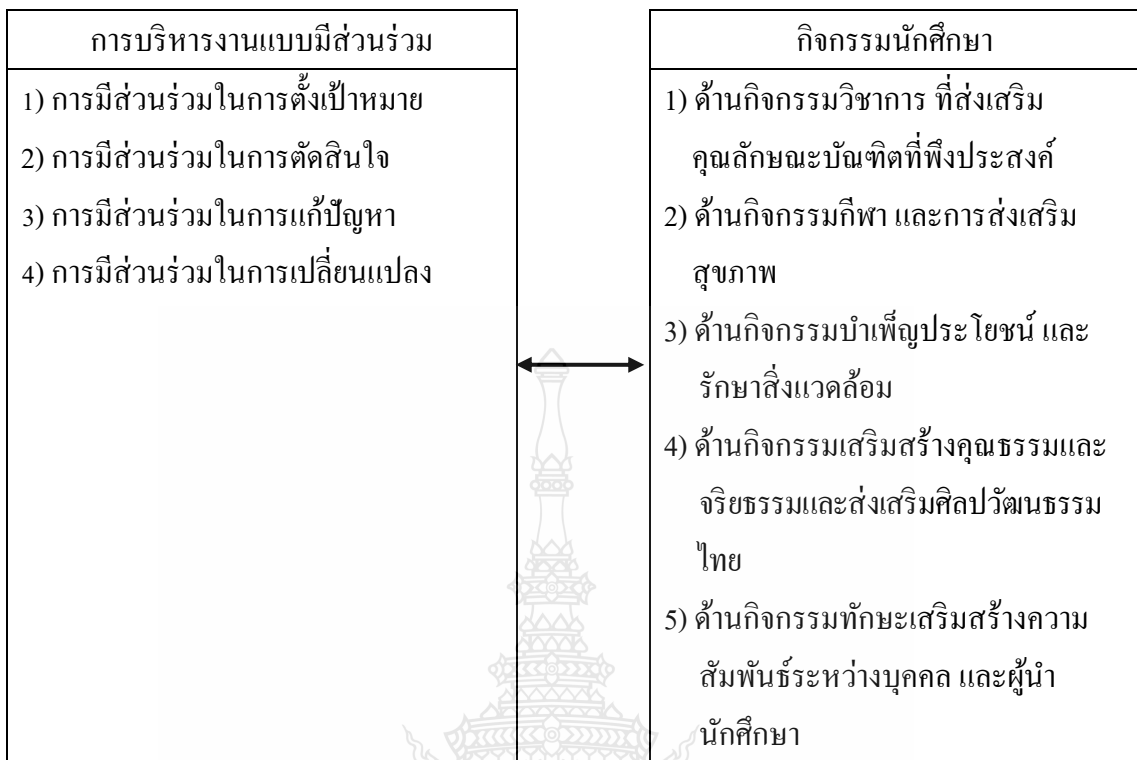 การบริหารงานแบบมีส่วนร่วม
1) การมีส่วนร่วมในการตั้งเป้าหมาย
2) การมีส่วนร่วมในการตัดสินใจ
3) การมีส่วนร่วมในการแก้ปัญหา
4) การมีส่วนร่วมในการเปลี่ยนแปลง
กิจกรรมนักศึกษา
1) ด้านกิจกรรมวิชาการ ที่ส่งเสริม
คุณลักษณะบัณฑิตที่พึงประสงค์
2) ด้านกิจกรรมกีฬา และการส่งเสริม
สุขภาพ
3) ด้านกิจกรรมบำเพ็ญประโยชน์ และ
รักษาสิ่งแวดล้อม
4) ด้านกิจกรรมเสริมสร้างคุณธรรมและ
จริยธรรมและส่งเสริมศิลปวัฒนธรรม
ไทย
5) ด้านกิจกรรมทักษะเสริมสร้างความ
สัมพันธ์ระหว่างบุคคล และผู้นำ
นักศึกษา